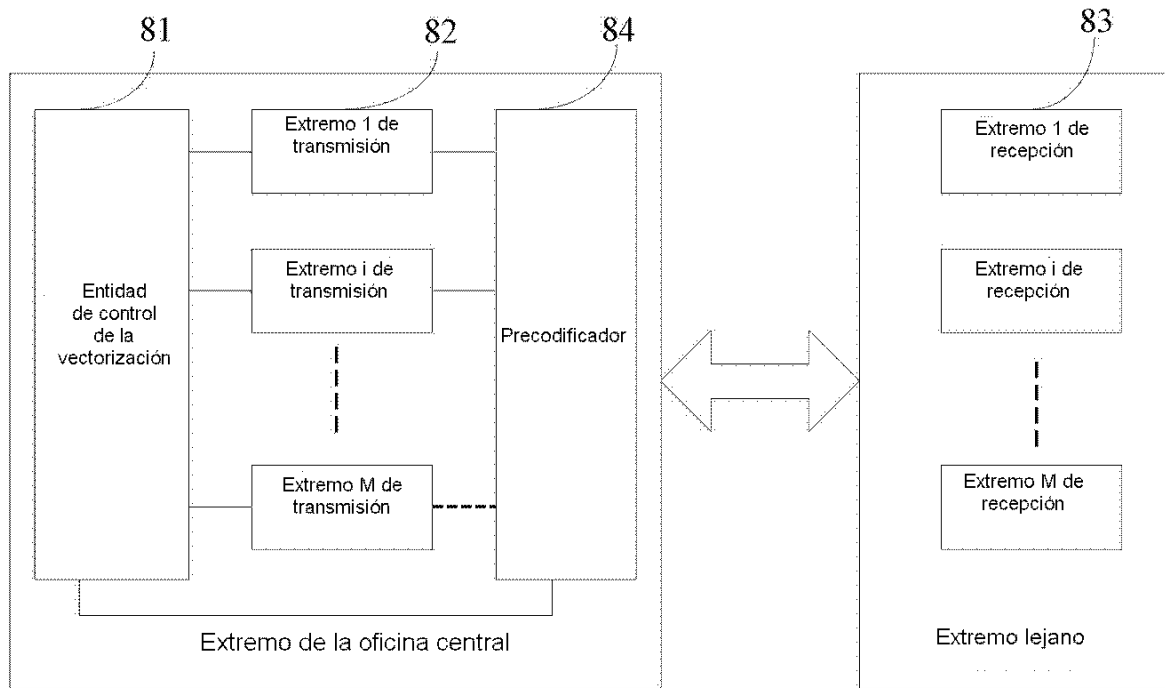 81
82
84
83
Extremo 1 de
transmisión
Extremo i de
transmisión
Entidad
de control
de la
vectorización
Precodificador
Extremo M de
transmisión
Extremo de la oficina central
Extremo 1 de
recepción
Extremo i de
recepción
Extremo M de
recepción
Extremo lejano